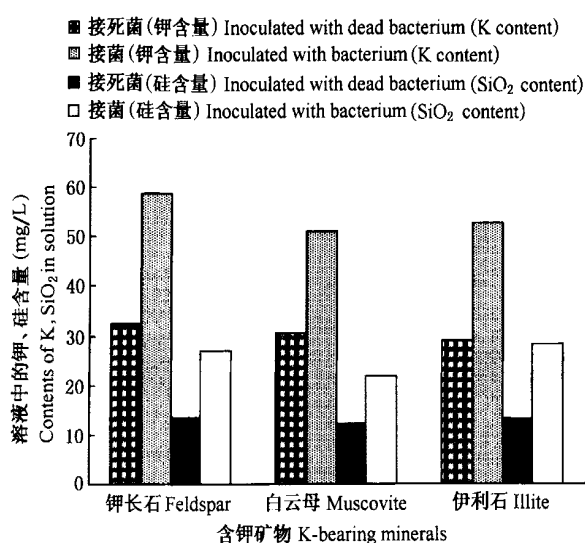 接死菌(钾含量) Inoculated with dead bacterium (K content)
接菌(钾含量) Inoculated with bacterium (K content)
接死菌(硅含量) Inoculated with dead bacterium (SiO₂ content)
接菌(硅含量) Inoculated with bacterium (SiO₂ content)
溶液中的钾、硅含量 (mg/L)
Contents of K, SiO₂ in solution
70
60
50
40
30
20
10
0
钾长石 Feldspar 白云母 Muscovite 伊利石 Illite
含钾矿物 K-bearing minerals